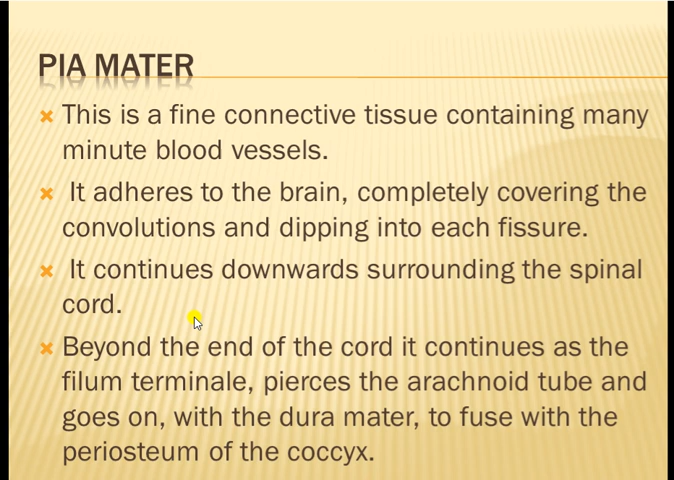 PIA MATER
This is a fine connective tissue containing many
minute blood vessels.
It adheres to the brain, completely covering the
convolutions and dipping into each fissure.
It continues downwards surrounding the spinal
cord.
Beyond the end of the cord it continues as the
filum terminale, pierces the arachnoid tube and
goes on, with the dura mater, to fuse with the
periosteum of the coccyx.